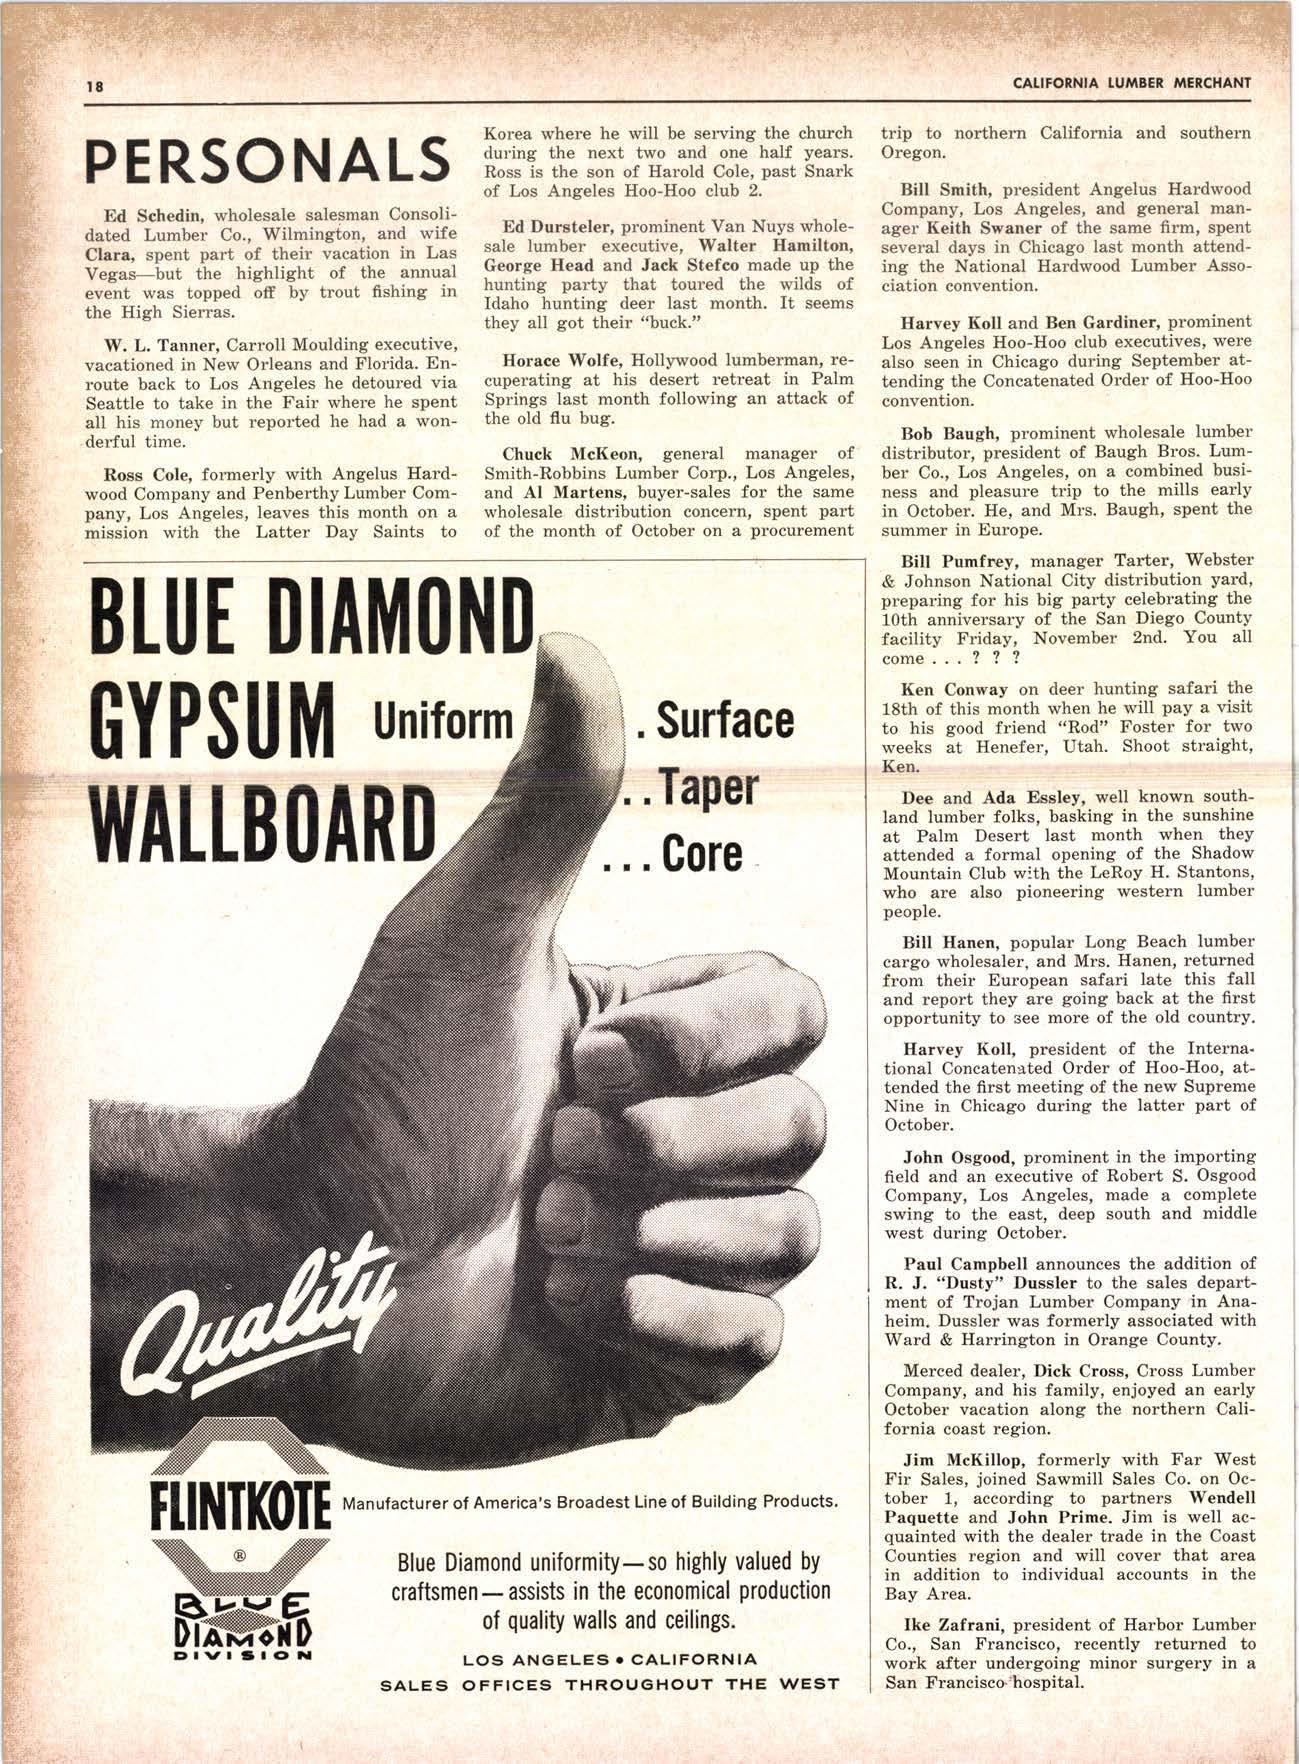 18
CALIFORNIA LUMBER MERCHANT
PERSONALS
Ed Schedin, wholesale salesman Consoli-
dated Lumber Co., Wilmington, and wife
Clara, spent part of their vacation in Las
Vegas—but the highlight of the annual
event was topped off by trout fishing in
the High Sierras.
W. L. Tanner, Carroll Moulding executive,
vacationed in New Orleans and Florida. En-
route back to Los Angeles he detoured via
Seattle to take in the Fair where he spent
all his money but reported he had a won-
derful time.
Ross Cole, formerly with Angelus Hard-
wood Company and Penberthy Lumber Com-
pany, Los Angeles, leaves this month on a
mission with the Latter Day Saints to
Korea where he will be serving the church
during the next two and one half years.
Ross is the son of Harold Cole, past Snark
of Los Angeles Hoo-Hoo club 2.
Ed Dursteler, prominent Van Nuys whole-
sale lumber executive, Walter Hamilton,
George Head and Jack Stefco made up the
hunting party that toured the wilds of
Idaho hunting deer last month. It seems
they all got their "buck."
Horace Wolfe, Hollywood lumberman, re-
cuperating at his desert retreat in Palm
Springs last month following an attack of
the old flu bug.
Chuck McKeon, general manager of
Smith-Robbins Lumber Corp., Los Angeles,
and Al Martens, buyer-sales for the same
wholesale distribution concern, spent part
of the month of October on a procurement
trip to northern California and southern
Oregon.
Bill Smith, president Angelus Hardwood
Company, Los Angeles, and general man-
ager Keith Swaner of the same firm, spent
several days in Chicago last month attend-
ing the National Hardwood Lumber Asso-
ciation convention.
Harvey Koll and Ben Gardiner, prominent
Los Angeles Hoo-Hoo club executives, were
also seen in Chicago during September at-
tending the Concatenated Order of Hoo-Hoo
convention.
Bob Baugh, prominent wholesale lumber
distributor, president of Baugh Bros. Lum-
ber Co., Los Angeles, on a combined busi-
ness and pleasure trip to the mills early
in October. He, and Mrs. Baugh, spent the
summer in Europe.
Bill Pumfrey, manager Tarter, Webster
& Johnson National City distribution yard,
preparing for his big party celebrating the
10th anniversary of the San Diego County
facility Friday, November 2nd. You all
come . . . ? ? ?
Ken Conway on deer hunting safari the
18th of this month when he will pay a visit
to his good friend "Rod" Foster for two
weeks at Henefer, Utah. Shoot straight,
Ken.
Dee and Ada Essley, well known south-
land lumber folks, basking in the sunshine
at Palm Desert last month when they
attended a formal opening of the Shadow
Mountain Club with the LeRoy H. Stantons,
who are also pioneering western lumber
people.
Bill Hanen, popular Long Beach lumber
cargo wholesaler, and Mrs. Hanen, returned
from their European safari late this fall
and report they are going back at the first
opportunity to see more of the old country.
Harvey Koll, president of the Interna-
tional Concatenated Order of Hoo-Hoo, at-
tended the first meeting of the new Supreme
Nine in Chicago during the latter part of
October.
John Osgood, prominent in the importing
field and an executive of Robert S. Osgood
Company, Los Angeles, made a complete
swing to the east, deep south and middle
west during October.
Paul Campbell announces the addition of
R. J. "Dusty" Dussler to the sales depart-
ment of Trojan Lumber Company in Ana-
heim. Dussler was formerly associated with
Ward & Harrington in Orange County.
Merced dealer, Dick Cross, Cross Lumber
Company, and his family, enjoyed an early
October vacation along the northern Cali-
fornia coast region.
Jim McKillop, formerly with Far West
Fir Sales, joined Sawmill Sales Co. on Oc-
tober 1, according to partners Wendell
Paquette and John Prime. Jim is well ac-
quainted with the dealer trade in the Coast
Counties region and will cover that area
in addition to individual accounts in the
Bay Area.
Ike Zafrani, president of Harbor Lumber
Co., San Francisco, recently returned to
work after undergoing minor surgery in a
San Francisco hospital.
BLUE DIAMOND
GYPSUM
WALLBOARD
Uniform . Surface
. . Taper
. . . Core
Quality
FLINTKOTE
®
BLUE
DIAMOND
DIVISION
Manufacturer of America's Broadest Line of Building Products.
Blue Diamond uniformity—so highly valued by
craftsmen—assists in the economical production
of quality walls and ceilings.
LOS ANGELES • CALIFORNIA
SALES OFFICES THROUGHOUT THE WEST